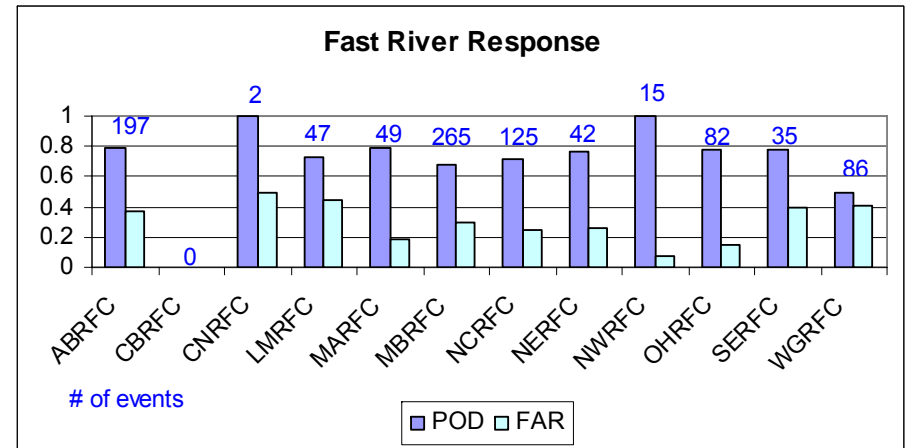 Fast River Response
1
0.8
0.6
0.4
0.2
0
197
0
2
47
49
265
125
42
15
82
35
86
ABRFC
CBRFC
CNRFC
LMRFC
MARFC
MBRFC
NCRFC
NERFC
NWRFC
OHRFC
SERFC
WGRFC
# of events
POD FAR